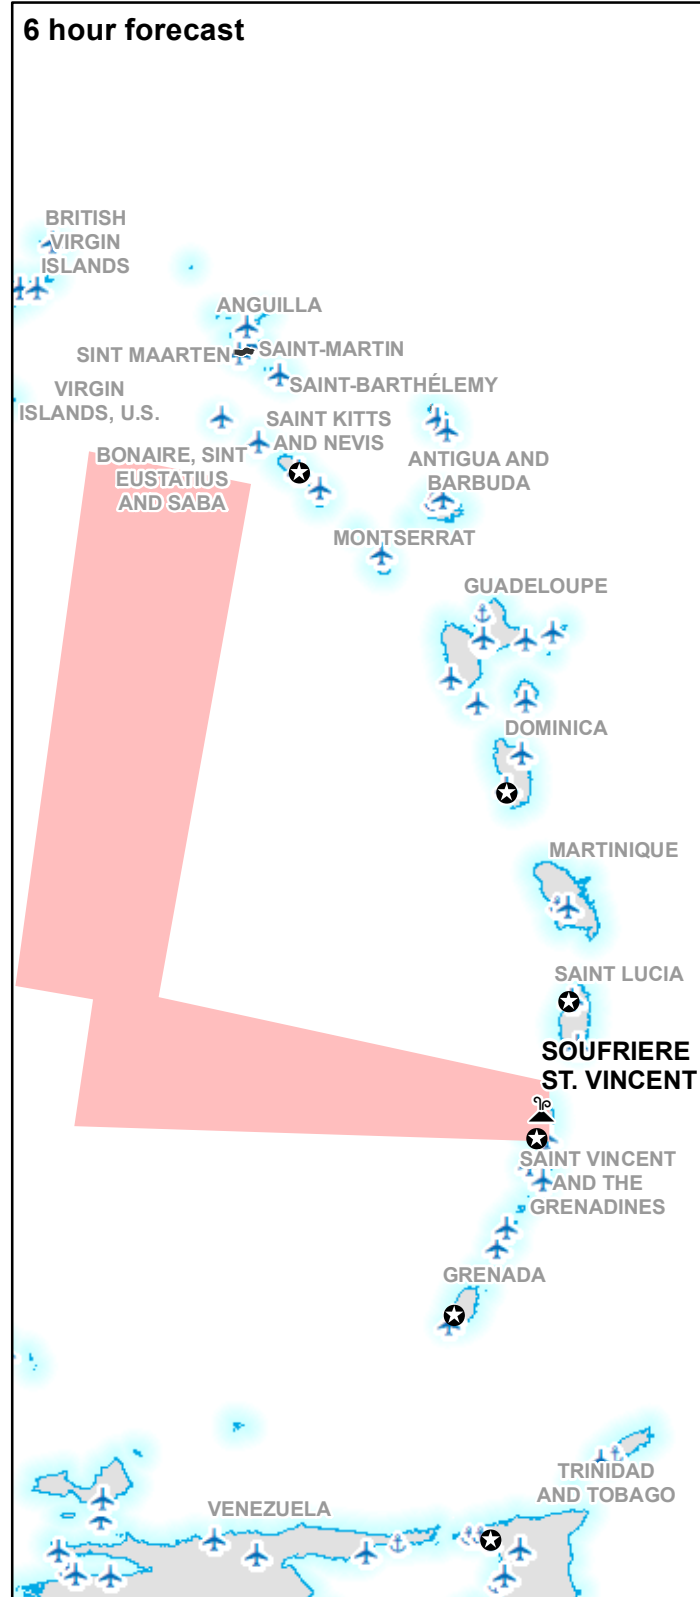 6 hour forecast
BRITISH
VIRGIN
ISLANDS
ANGUILLA
SINT MAARTEN
SAINT-MARTIN
VIRGIN
ISLANDS, U.S.
SAINT-BARTHÉLEMY
SAINT KITTS
AND NEVIS
BONAIRE, SINT
EUSTATIUS
AND SABA
ANTIGUA AND
BARBUDA
MONTSERRAT
GUADELOUPE
DOMINICA
MARTINIQUE
SAINT LUCIA
SOUFRIERE
ST. VINCENT
SAINT VINCENT
AND THE
GRENADINES
GRENADA
TRINIDAD
AND TOBAGO
VENEZUELA